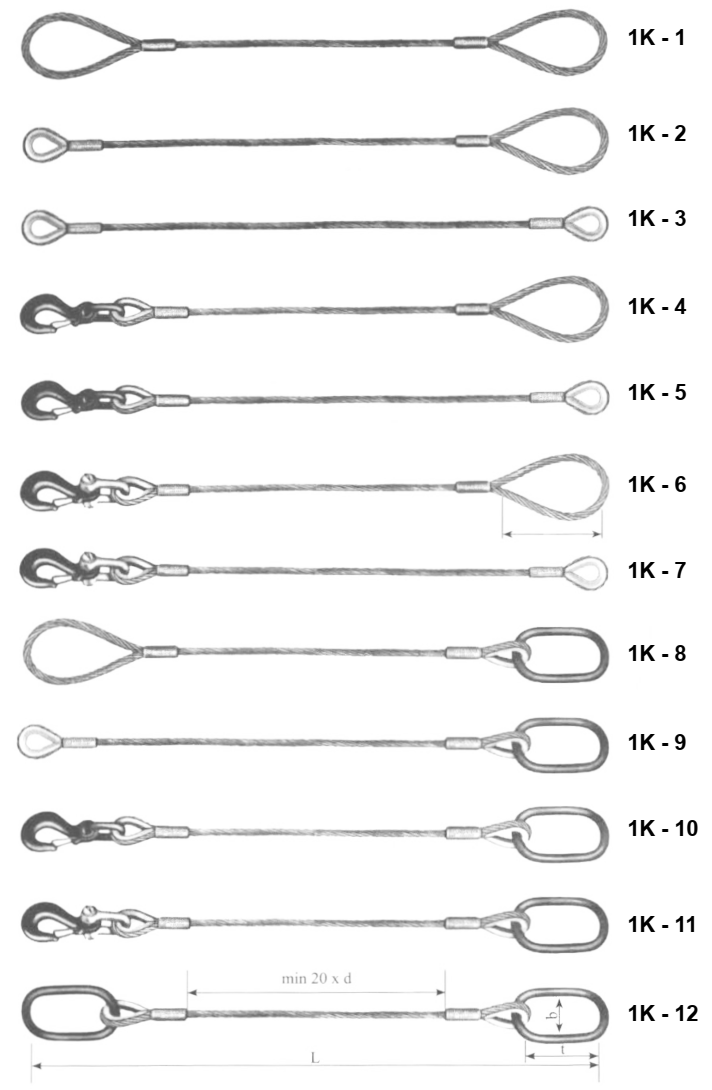 1K - 1
1K - 2
1K - 3
1K - 4
1K - 5
1K - 6
1K - 7
1K - 8
1K - 9
1K - 10
1K - 11
min 20 x d
1K - 12
b
t
L